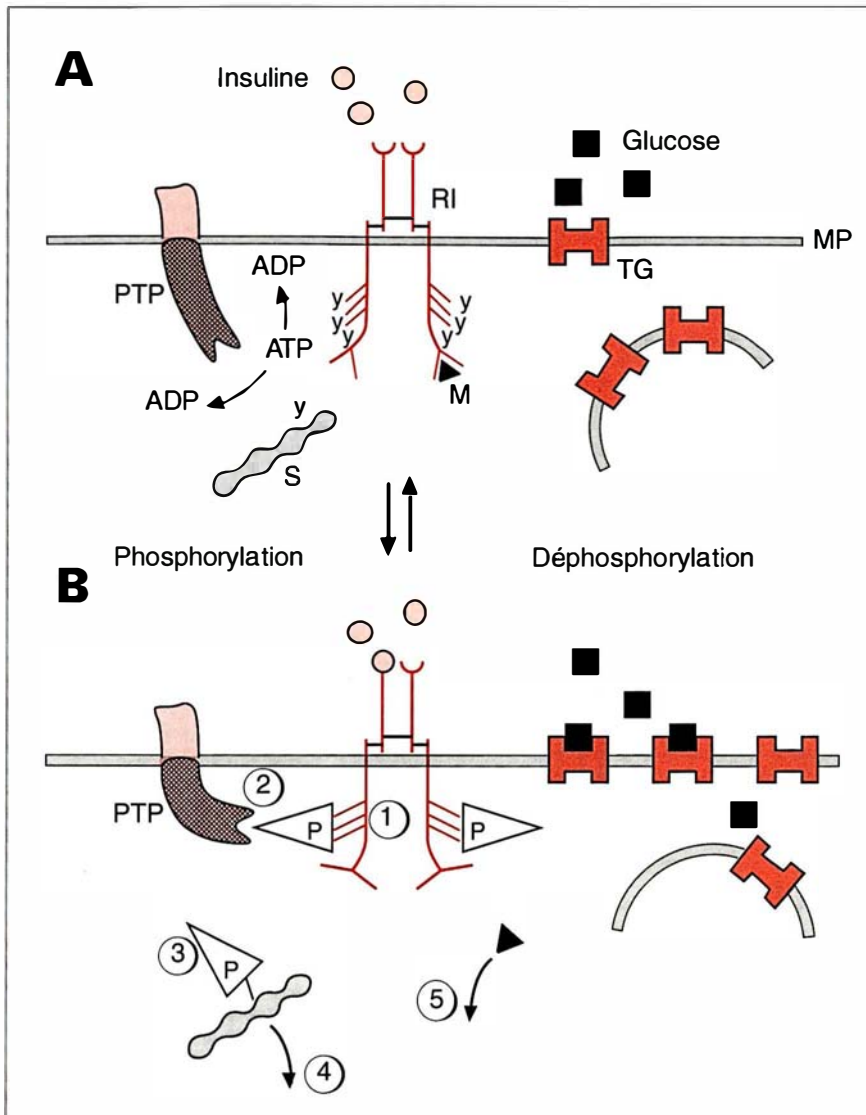 A
Insuline
Glucose
RI
MP
TG
PTP
ADP
ATP
ADP
y
y
y
y
y
y
M
y
S
Phosphorylation
Déphosphorylation
B
PTP
2
P
1
P
3
P
5
4